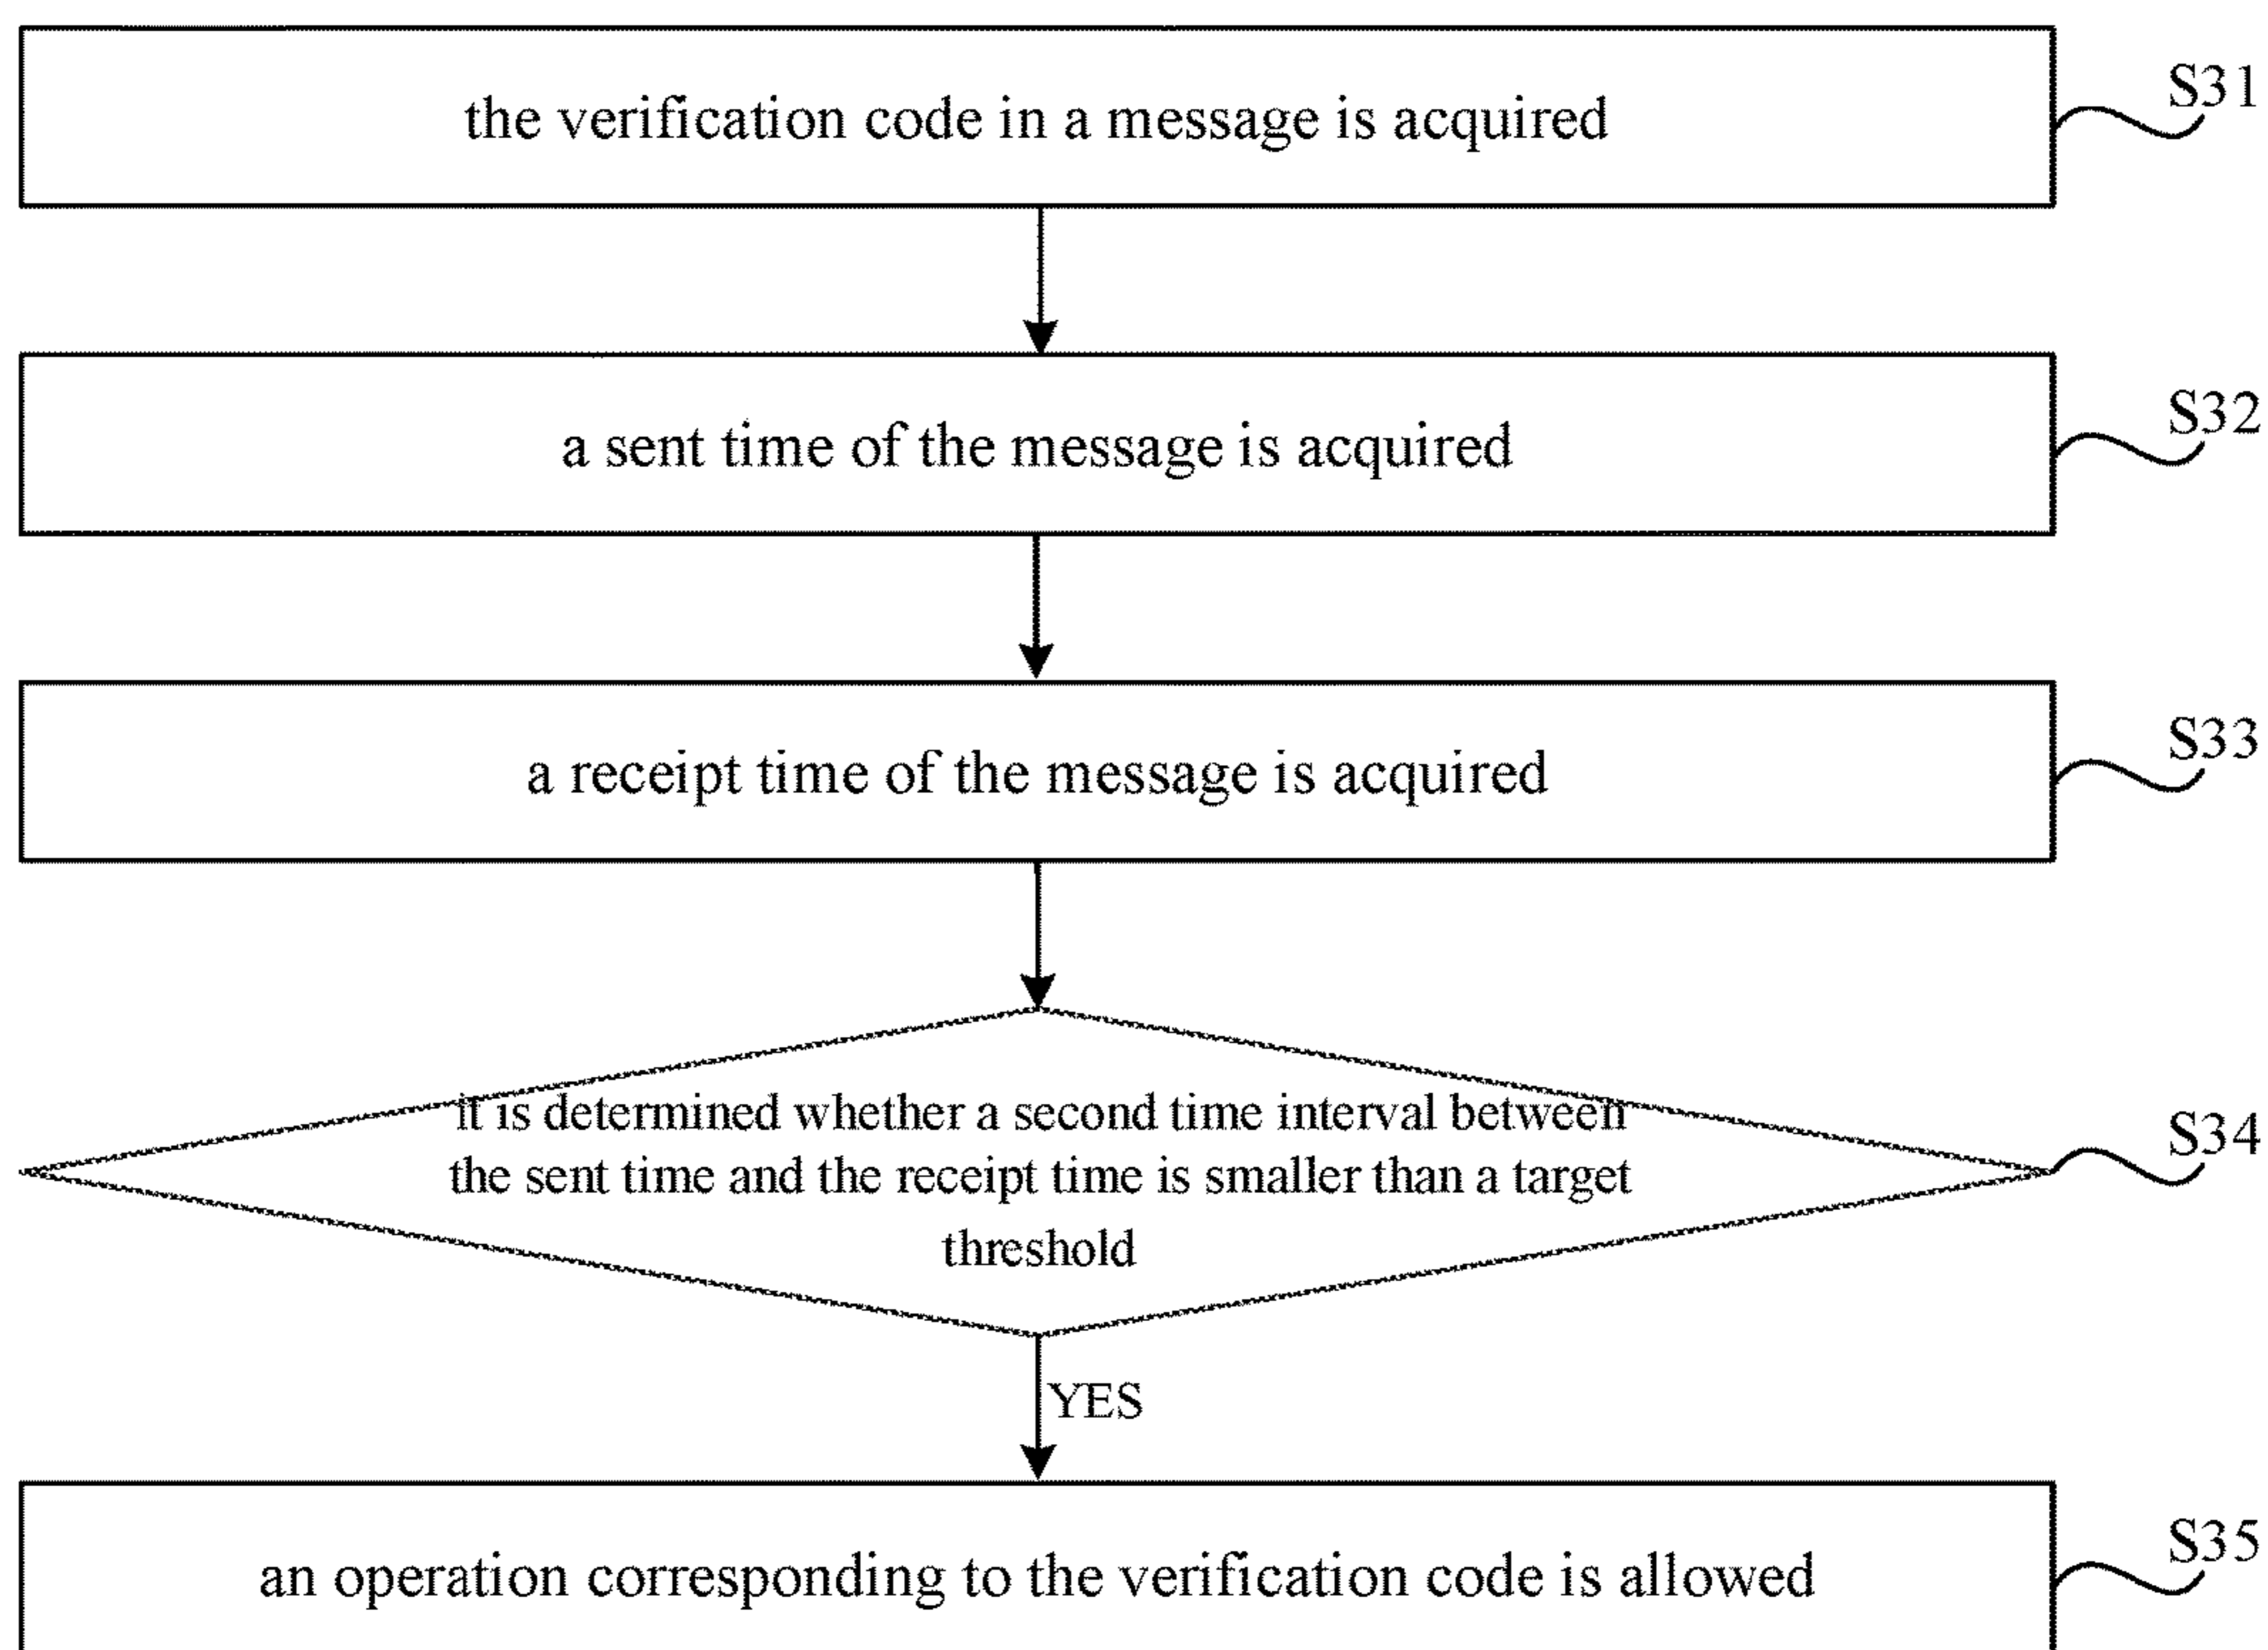 the verification code in a message is acquired
S31
a sent time of the message is acquired
S32
a receipt time of the message is acquired
S33
it is determined whether a second time interval between
the sent time and the receipt time is smaller than a target
threshold
S34
YES
an operation corresponding to the verification code is allowed
S35